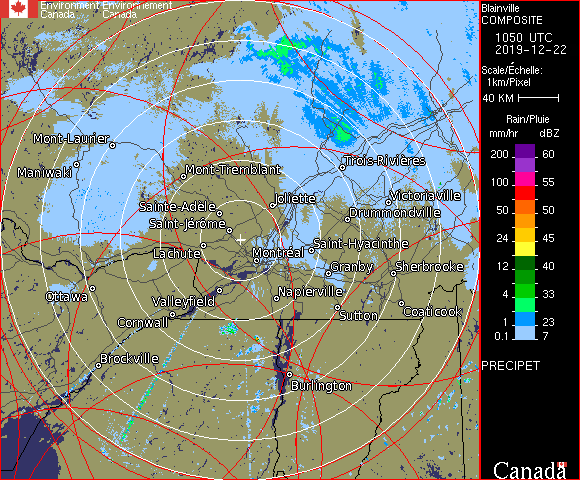 Environment Environnement
Canada Canada
Blainville
COMPOSITE
1050 UTC
2019-12-22
Scale/Échelle:
1km/Pixel
40 KM
Rain/Pluie
mm/hr dBZ
200 60
100 55
50 50
24 45
12 40
4 33
1 23
0.1 7
PRECIPET
Mont-Laurier
Maniwaki
Mont-Tremblant
Trois-Rivières
Sainte-Adèle
Joliette
Victoriaville
Drummondville
Saint-Jérôme
Lachute
Montréal
Saint-Hyacinthe
Granby
Sherbrooke
Ottawa
Valleyfield
Napierville
Cornwall
Sutton
Coaticook
Brockville
Burlington
Canada